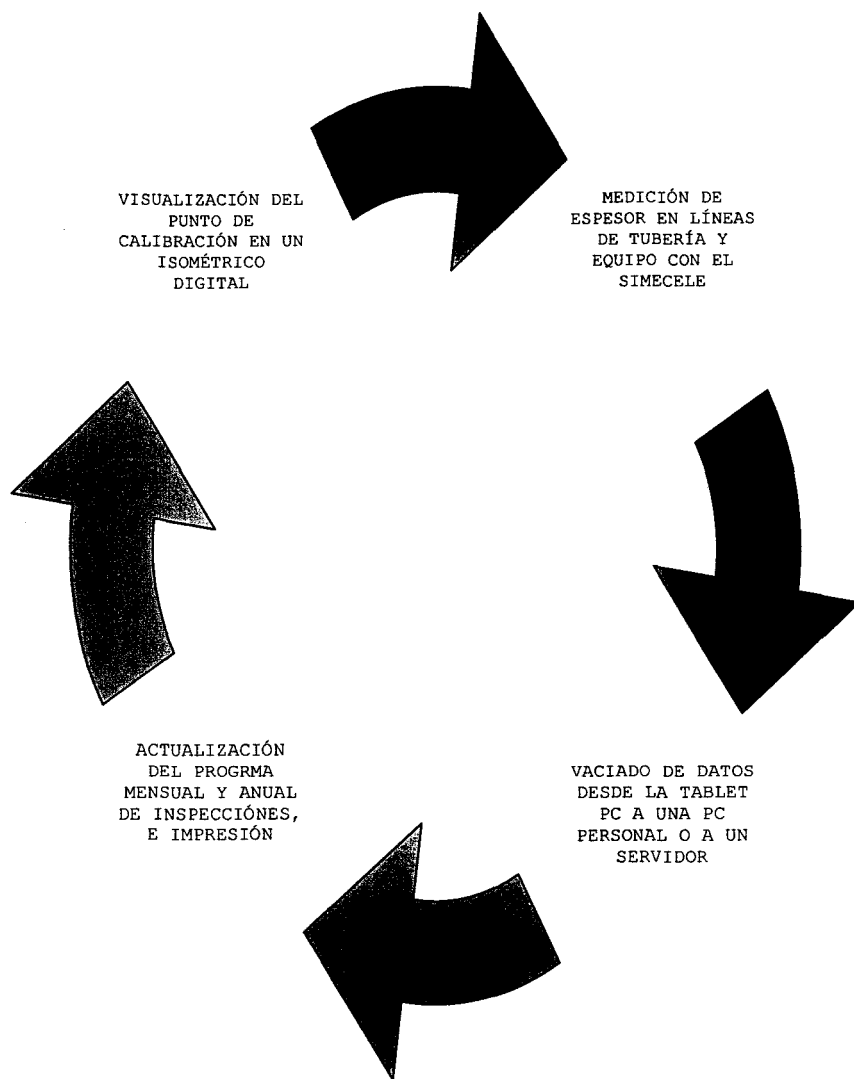 VISUALIZACIÓN DEL
PUNTO DE
CALIBRACIÓN EN UN
ISOMÉTRICO
DIGITAL
MEDICIÓN DE
ESPESOR EN LÍNEAS
DE TUBERÍA Y
EQUIPO CON EL
SIMECELE
VACIADO DE DATOS
DESDE LA TABLET
PC A UNA PC
PERSONAL O A UN
SERVIDOR
ACTUALIZACIÓN
DEL PROGRMA
MENSUAL Y ANUAL
DE INSPECCIÓNES,
E IMPRESIÓN